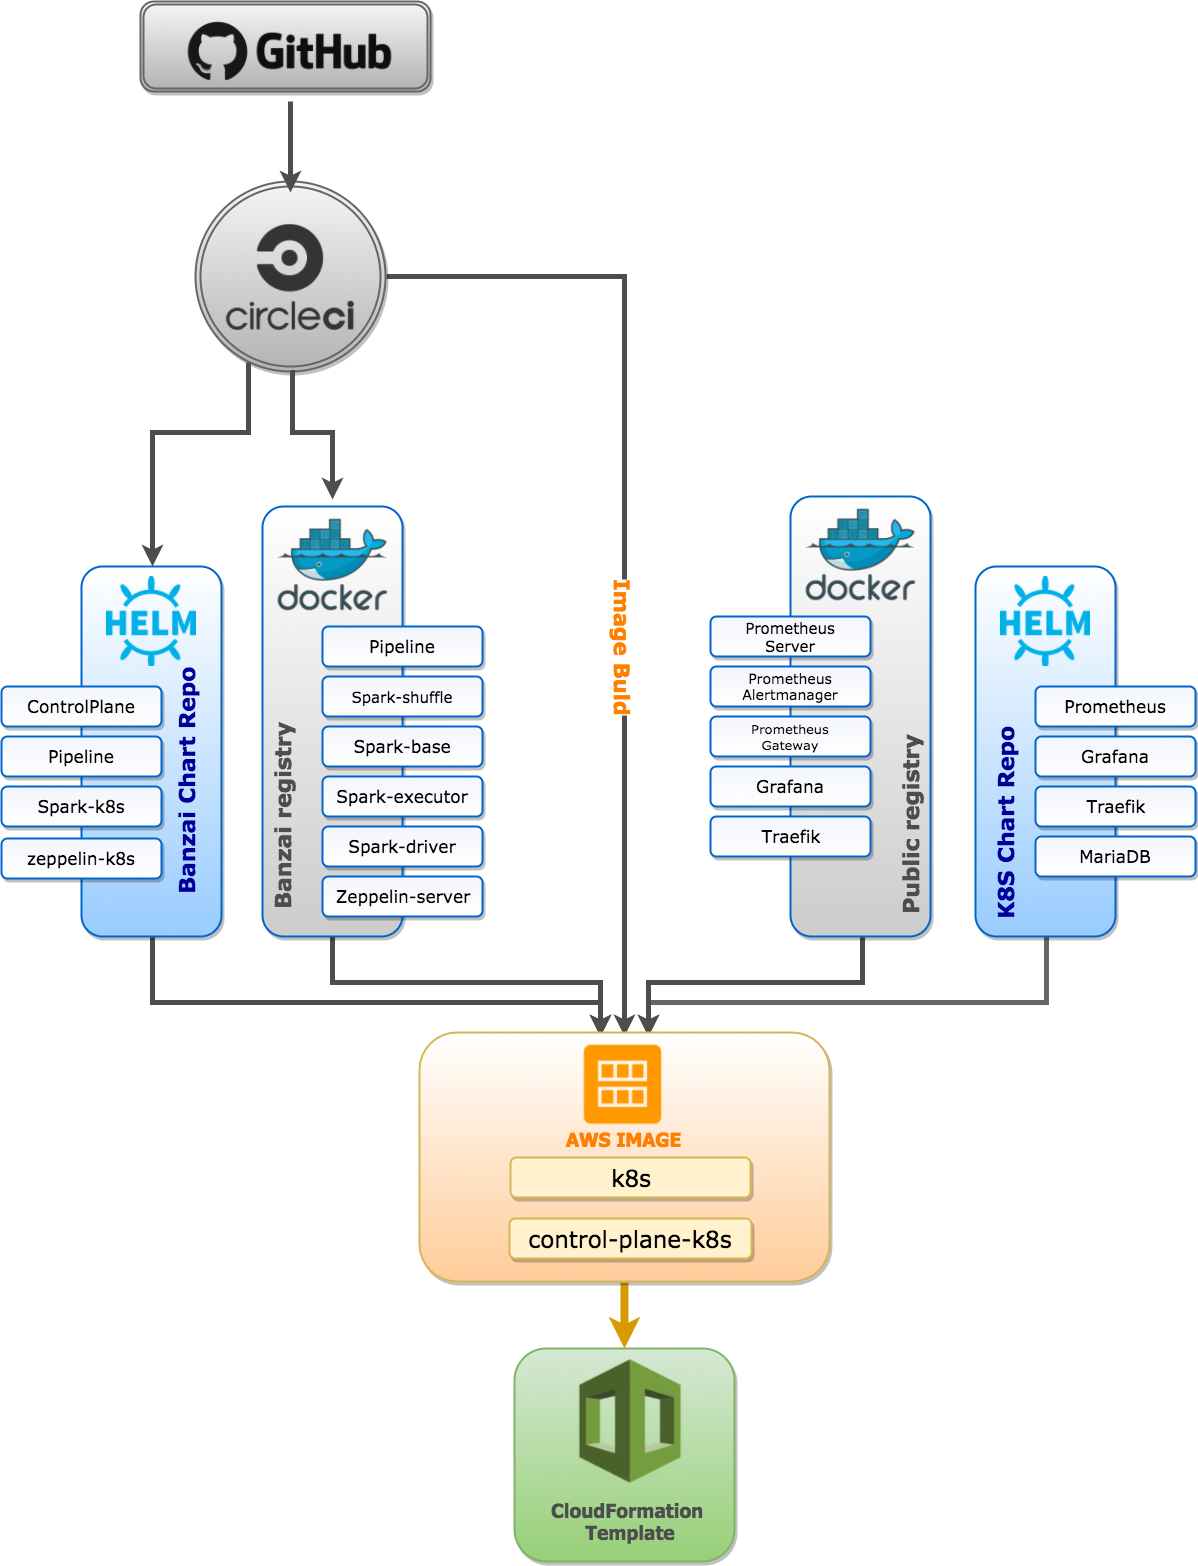 GitHub
circleci
Image Buld
HELM
Banzai Chart Repo
ControlPlane
Pipeline
Spark-k8s
zeppelin-k8s
docker
Banzai registry
Pipeline
Spark-shuffle
Spark-base
Spark-executor
Spark-driver
Zeppelin-server
docker
Public registry
Prometheus
Server
Prometheus
Alertmanager
Prometheus
Gateway
Grafana
Traefik
HELM
K8S Chart Repo
Prometheus
Grafana
Traefik
MariaDB
AWS IMAGE
k8s
control-plane-k8s
CloudFormation
Template